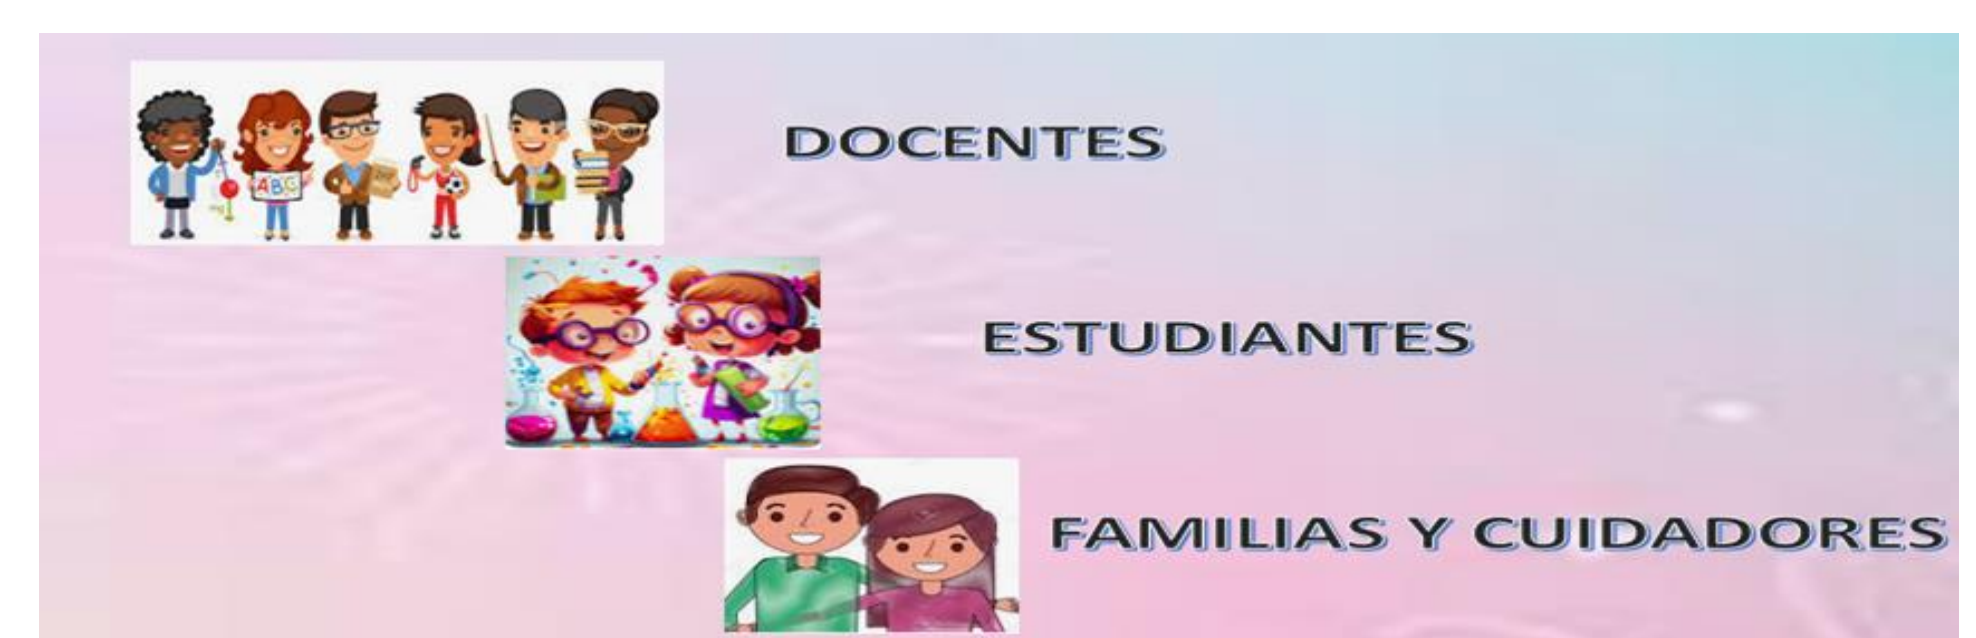 DOCENTES
ABC
ESTUDIANTES
FAMILIAS Y CUIDADORES